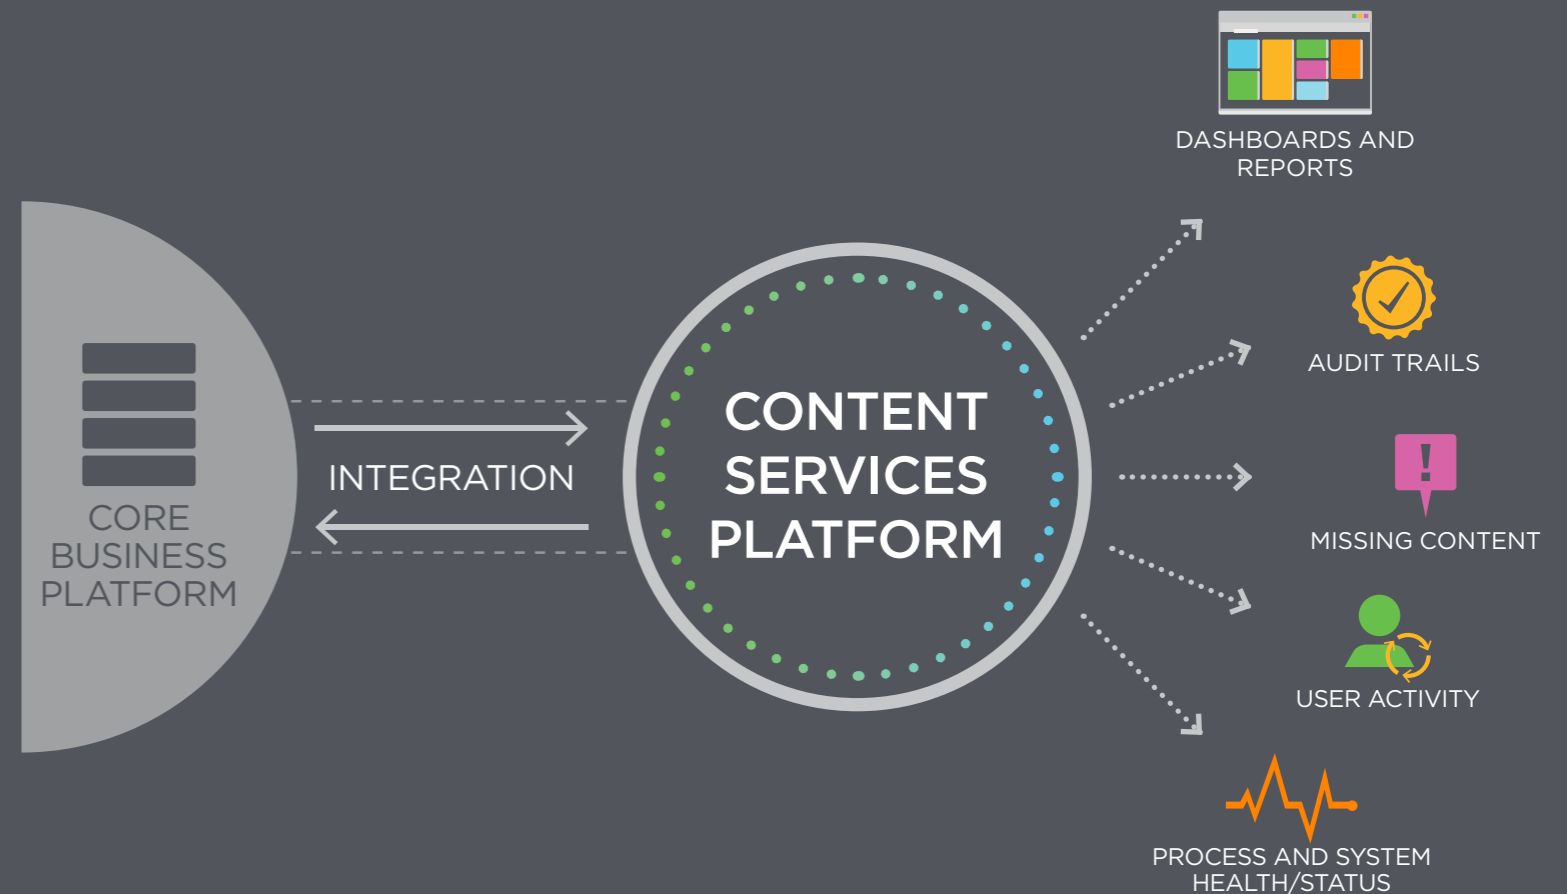 CORE
BUSINESS
PLATFORM
INTEGRATION
CONTENT
SERVICES
PLATFORM
DASHBOARDS AND
REPORTS
AUDIT TRAILS
!
MISSING CONTENT
USER ACTIVITY
PROCESS AND SYSTEM
HEALTH/STATUS